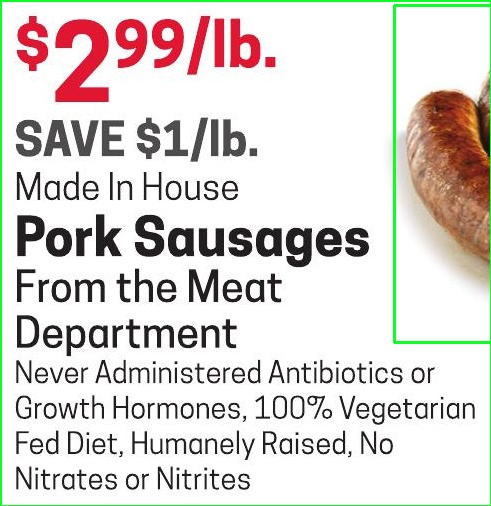 $2.99/lb.
SAVE $1/lb.
Made In House
Pork Sausages
From the Meat
Department
Never Administered Antibiotics or
Growth Hormones, 100% Vegetarian
Fed Diet, Humanely Raised, No
Nitrates or Nitrites